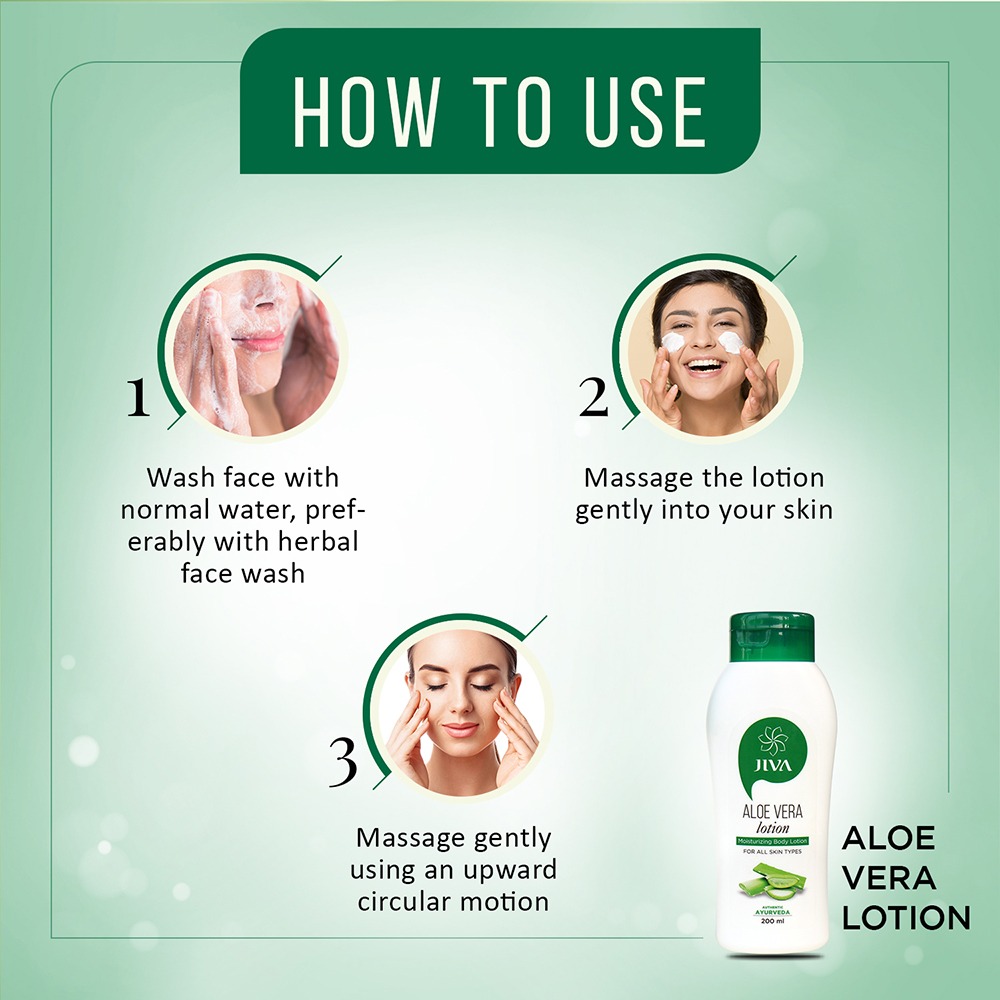 HOW TO USE
1
Wash face with
normal water, pref-
erably with herbal
face wash
2
Massage the lotion
gently into your skin
3
Massage gently
using an upward
circular motion
JIVA
ALOE VERA
lotion
Moisturizing Body Lotion
FOR ALL SKIN TYPES
AUTHENTIC
AYURVEDA
200 ml
ALOE
VERA
LOTION